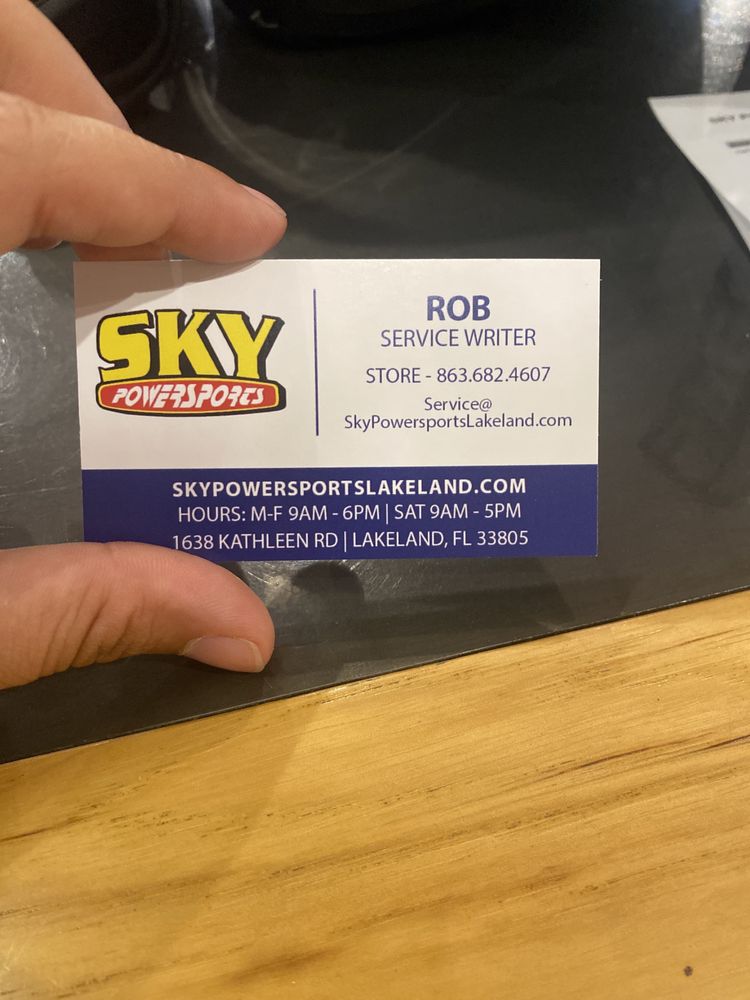 SKY
POWERSPORTS
ROB
SERVICE WRITER
STORE - 863.682.4607
Service@
SkyPowersportsLakeland.com
SKYPOWERSPORTSLAKELAND.COM
HOURS: M-F 9AM - 6PM | SAT 9AM - 5PM
1638 KATHLEEN RD | LAKELAND, FL 33805
SKY